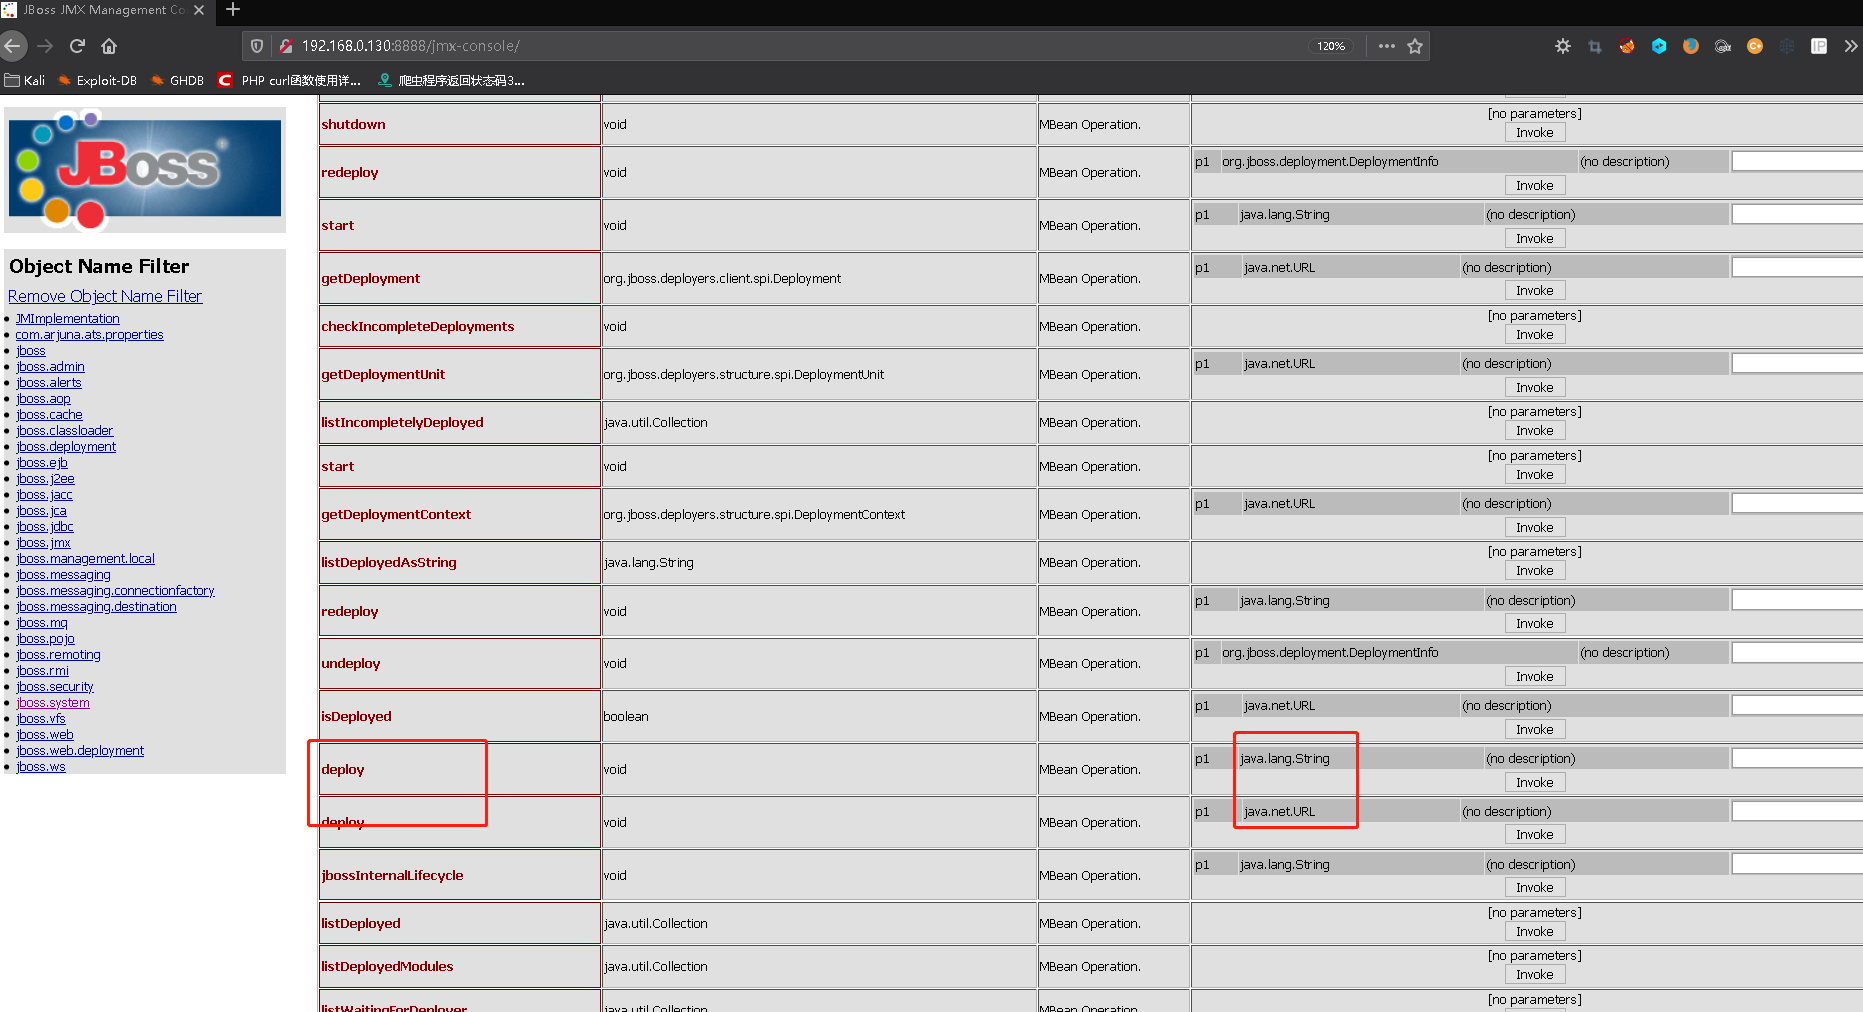 JBoss JMX Management Co
192.168.0.130:8888/jmx-console/
120%
Kali
Exploit-DB
GHDB
PHP curl函数使用详...
爬虫程序返回状态码3...
JBoss
Object Name Filter
Remove Object Name Filter
JMImplementation
com.arjuna.ats.properties
jboss
jboss.admin
jboss.alerts
jboss.aop
jboss.cache
jboss.classloader
jboss.deployment
jboss.ejb
jboss.j2ee
jboss.jacc
jboss.jca
jboss.jdbc
jboss.jmx
jboss.management.local
jboss.messaging
jboss.messaging.connectionfactory
jboss.messaging.destination
jboss.mq
jboss.pojo
jboss.remoting
jboss.rmi
jboss.security
jboss.system
jboss.vfs
jboss.web
jboss.web.deployment
jboss.ws
shutdown void MBean Operation. [no parameters]
Invoke
redeploy void MBean Operation. p1 org.jboss.deployment.DeploymentInfo (no description)
Invoke
start void MBean Operation. p1 java.lang.String (no description)
Invoke
getDeployment org.jboss.deployers.client.spi.Deployment MBean Operation. p1 java.net.URL (no description)
Invoke
checkIncompleteDeployments void MBean Operation. [no parameters]
Invoke
getDeploymentUnit org.jboss.deployers.structure.spi.DeploymentUnit MBean Operation. p1 java.net.URL (no description)
Invoke
listIncompletelyDeployed java.util.Collection MBean Operation. [no parameters]
Invoke
start void MBean Operation. [no parameters]
Invoke
getDeploymentContext org.jboss.deployers.structure.spi.DeploymentContext MBean Operation. p1 java.net.URL (no description)
Invoke
listDeployedAsString java.lang.String MBean Operation. [no parameters]
Invoke
redeploy void MBean Operation. p1 java.lang.String (no description)
Invoke
undeploy void MBean Operation. p1 org.jboss.deployment.DeploymentInfo (no description)
Invoke
isDeployed boolean MBean Operation. p1 java.net.URL (no description)
Invoke
deploy void MBean Operation. p1 java.lang.String (no description)
Invoke
deploy void MBean Operation. p1 java.net.URL (no description)
Invoke
jbossInternalLifecycle void MBean Operation. p1 java.lang.String (no description)
Invoke
listDeployed java.util.Collection MBean Operation. [no parameters]
Invoke
listDeployedModules java.util.Collection MBean Operation. [no parameters]
Invoke
listWaitingForDeployer java.util.Collection MBean Operation. [no parameters]